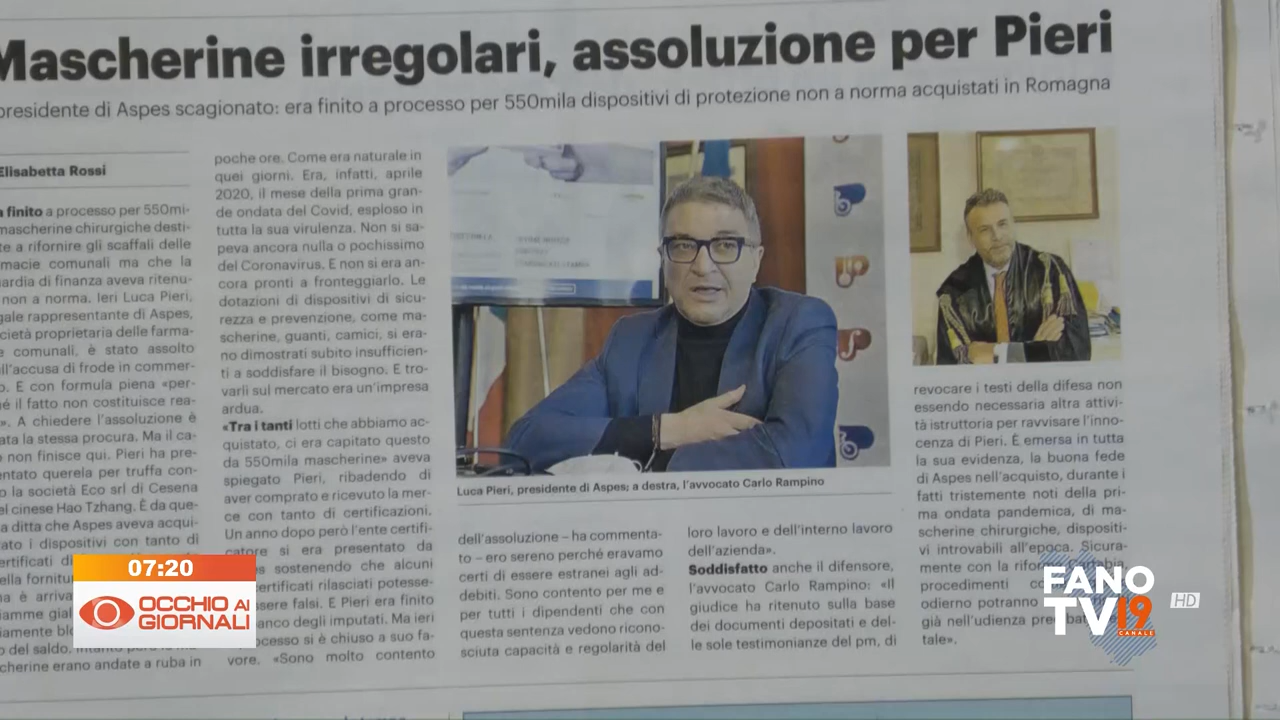 Mascherine irregolari, assoluzione per Pieri
presidente di Aspes scagionato: era finito a processo per 550mila dispositivi di protezione non a norma acquistati in Romagna
Elisabetta Rossi
finito a processo per 550mi-
mascherine chirurgiche desti-
te a rifornire gli scaffali delle
macie comunali ma che la
ardia di finanza aveva ritenu-
non a norma. Ieri Luca Pieri,
gale rappresentante di Aspes,
cietà proprietaria delle farma-
e comunali, è stato assolto
ll'accusa di frode in commer-
o. E con formula piena «per-
é il fatto non costituisce rea-
». A chiedere l'assoluzione è
ata la stessa procura. Ma il ca-
non finisce qui. Pieri ha pre-
entato querela per truffa con-
o la società Eco srl di Cesena
el cinese Hao Tzhang. È da que-
a ditta che Aspes aveva acqui-
ato i dispositivi con tanto di
ertificati di
ella fornitur
a è arriva
iamme gial
iamente blo
o del saldo.
cherine erano andate a ruba in
poche ore. Come era naturale in
quei giorni. Era, infatti, aprile
2020, il mese della prima gran-
de ondata del Covid, esploso in
tutta la sua virulenza. Non si sa-
peva ancora nulla o pochissimo
del Coronavirus. E non si era an-
cora pronti a fronteggiarlo. Le
dotazioni di dispositivi di sicu-
rezza e prevenzione, come ma-
scherine, guanti, camici, si era-
no dimostrati subito insufficien-
ti a soddisfare il bisogno. E tro-
varli sul mercato era un'impresa
ardua.
«Tra i tanti lotti che abbiamo ac-
quistato, ci era capitato questo
da 550mila mascherine» aveva
spiegato Pieri, ribadendo di
aver comprato e ricevuto la mer-
ce con tanto di certificazioni.
Un anno dopo però l'ente certifi-
catore si era presentato da
s sostenendo che alcuni
ertificati rilasciati potesse-
ssere falsi. E Pieri era finito
anco degli imputati. Ma ieri
ocesso si è chiuso a suo fa-
vore. «Sono molto contento
Luca Pieri, presidente di Aspes; a destra, l'avvocato Carlo Rampino
dell'assoluzione – ha commenta-
to – ero sereno perché eravamo
certi di essere estranei agli ad-
debiti. Sono contento per me e
per tutti i dipendenti che con
questa sentenza vedono ricono-
sciuta capacità e regolarità del
loro lavoro e dell'interno lavoro
dell'azienda».
Soddisfatto anche il difensore,
l'avvocato Carlo Rampino: «Il
giudice ha ritenuto sulla base
dei documenti depositati e del-
le sole testimonianze del pm, di
revocare i testi della difesa non
essendo necessaria altra attivi-
tà istruttoria per ravvisare l'inno-
cenza di Pieri. È emersa in tutta
la sua evidenza, la buona fede
di Aspes nell'acquisto, durante i
fatti tristemente noti della pri-
ma ondata pandemica, di ma-
scherine chirurgiche, dispositi-
vi introvabili all'epoca. Sicura-
mente con la riforma Cartabia
procedimenti co
odierno potranno
già nell'udienza pre
tale».
07:20
OCCHIO AI
GIORNALI
FANO
TV19
CANALE
HD